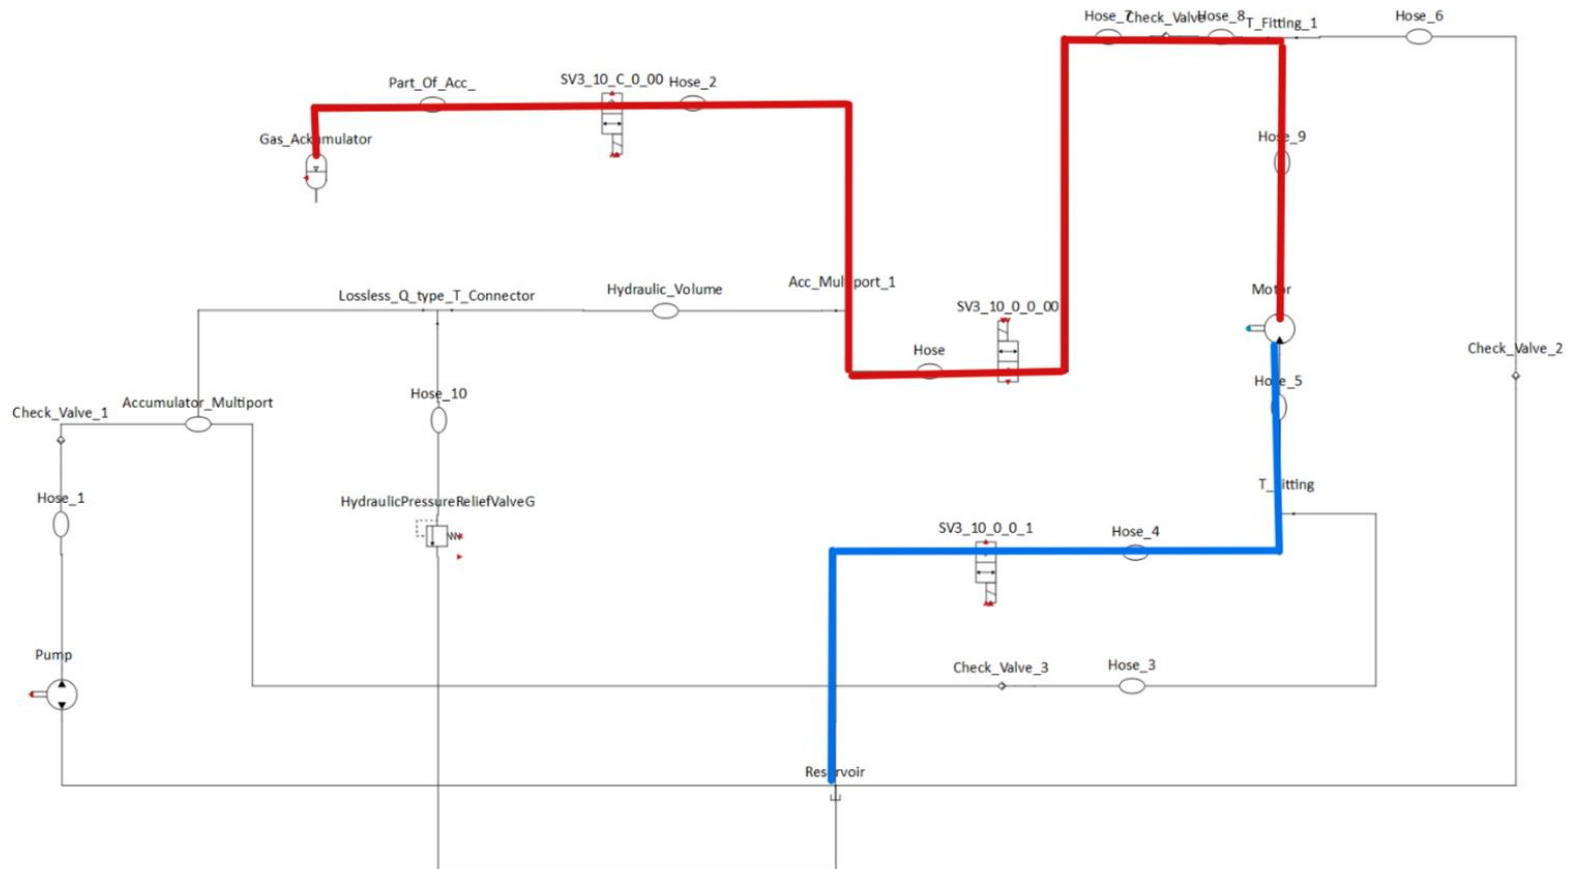 Hose_7
Check_Valve
Hose_8
T_Fitting_1
Hose_6
Part_Of_Acc_
SV3_10_C_0_00
Hose_2
Gas_Ackumulator
Hose_9
Lossless_Q_type_T_Connector
Hydraulic_Volume
Acc_Multiport_1
SV3_10_0_0_00
Motor
Hose
Check_Valve_2
Hose_5
Check_Valve_1
Accumulator_Multiport
Hose_10
Hose_1
HydraulicPressureReliefValveG
T_Fitting
SV3_10_0_0_1
Hose_4
Pump
Check_Valve_3
Hose_3
Reservoir